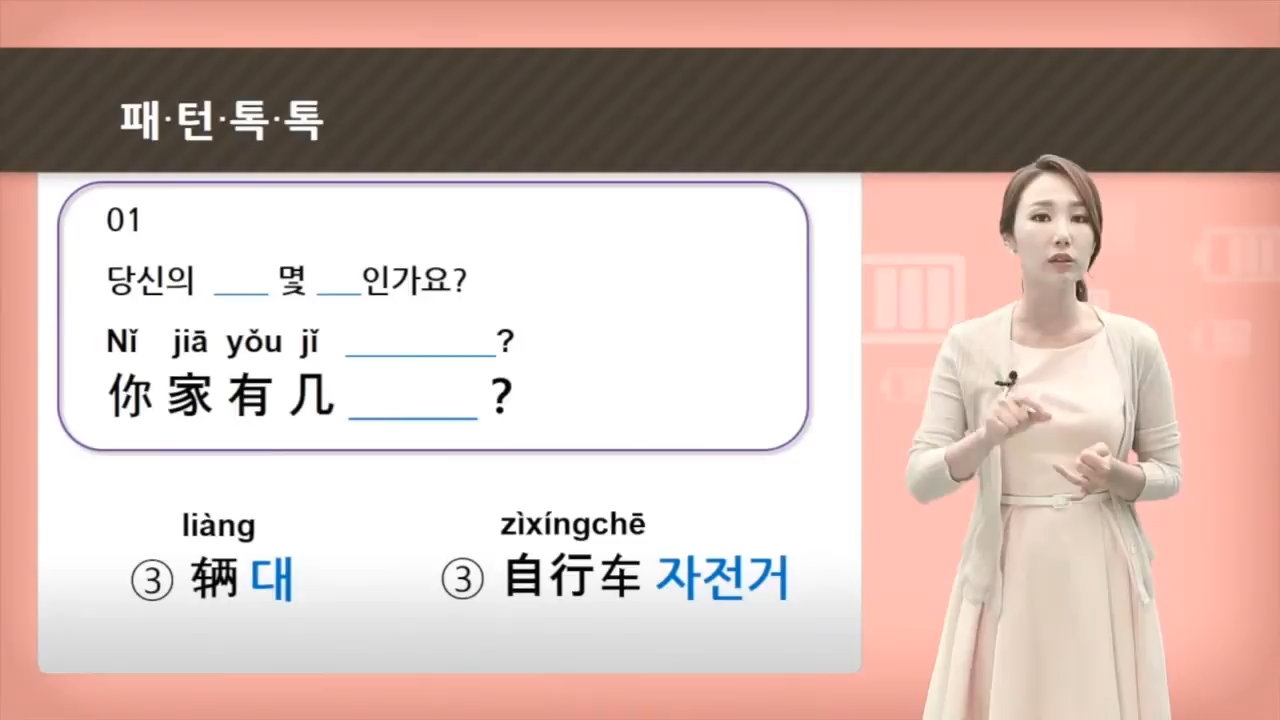 패·턴·톡·톡
01
당신의 ___ 몇 ___인가요?
Nǐ jiā yǒu jǐ ________?
你 家 有 几 ______ ?
liàng
③ 辆 대
zìxíngchē
③ 自行车 자전거